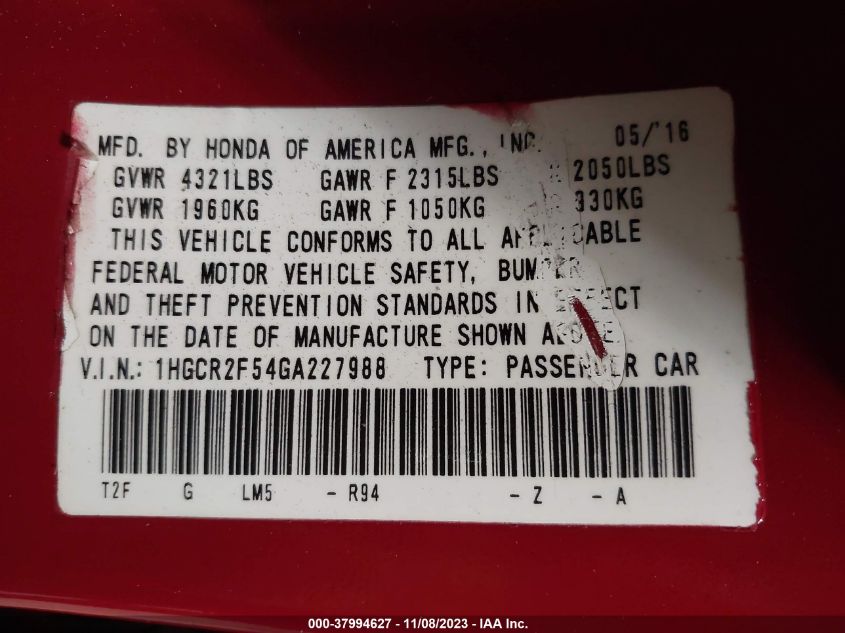 MFD. BY HONDA OF AMERICA MFG., INC. 05/'16
GVWR 4321LBS GAWR F 2315LBS 2050LBS
GVWR 1960KG GAWR F 1050KG 930KG
THIS VEHICLE CONFORMS TO ALL APPLICABLE
FEDERAL MOTOR VEHICLE SAFETY, BUMPER
AND THEFT PREVENTION STANDARDS IN EFFECT
ON THE DATE OF MANUFACTURE SHOWN ABOVE.
V.I.N.: 1HGCR2F54GA227988 TYPE: PASSENGER CAR
T2F G LM5 - R94 - Z - A
000-37994627 - 11/08/2023 - IAA Inc.